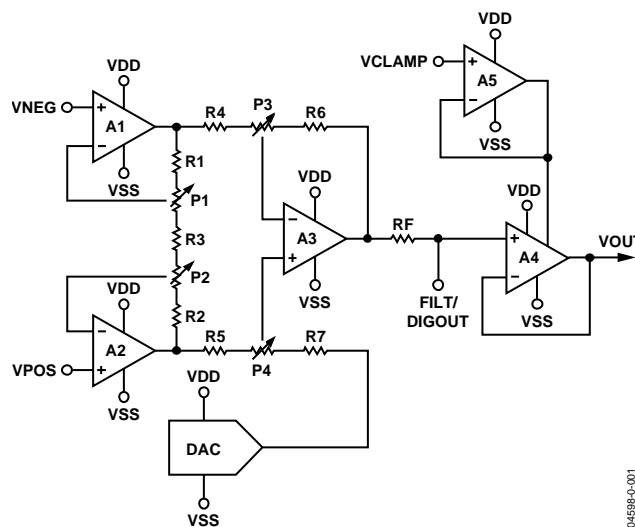 VDD
VCLAMP
+
A5
–
VSS
VDD
VNEG
+
A1
–
VSS
R4
P3
R6
R1
P1
R3
P2
R2
VDD
–
A3
+
VSS
RF
FILT/
DIGOUT
VDD
+
A4
–
VSS
VOUT
VDD
–
A2
+
VPOS
VSS
R5
P4
R7
VDD
DAC
VSS
04598-0-001